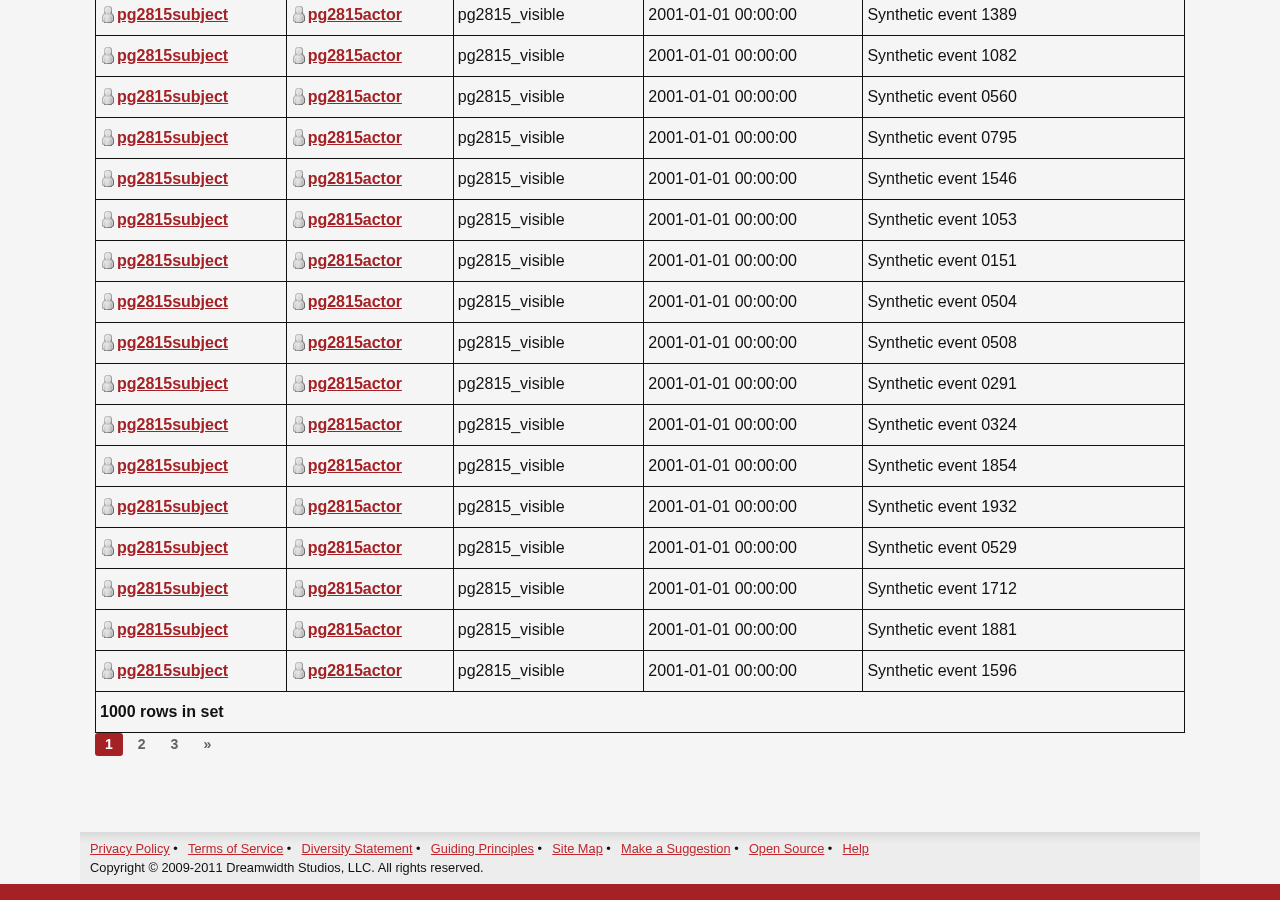 pg2815subject pg2815actor pg2815_visible 2001-01-01 00:00:00 Synthetic event 1389
pg2815subject pg2815actor pg2815_visible 2001-01-01 00:00:00 Synthetic event 1082
pg2815subject pg2815actor pg2815_visible 2001-01-01 00:00:00 Synthetic event 0560
pg2815subject pg2815actor pg2815_visible 2001-01-01 00:00:00 Synthetic event 0795
pg2815subject pg2815actor pg2815_visible 2001-01-01 00:00:00 Synthetic event 1546
pg2815subject pg2815actor pg2815_visible 2001-01-01 00:00:00 Synthetic event 1053
pg2815subject pg2815actor pg2815_visible 2001-01-01 00:00:00 Synthetic event 0151
pg2815subject pg2815actor pg2815_visible 2001-01-01 00:00:00 Synthetic event 0504
pg2815subject pg2815actor pg2815_visible 2001-01-01 00:00:00 Synthetic event 0508
pg2815subject pg2815actor pg2815_visible 2001-01-01 00:00:00 Synthetic event 0291
pg2815subject pg2815actor pg2815_visible 2001-01-01 00:00:00 Synthetic event 0324
pg2815subject pg2815actor pg2815_visible 2001-01-01 00:00:00 Synthetic event 1854
pg2815subject pg2815actor pg2815_visible 2001-01-01 00:00:00 Synthetic event 1932
pg2815subject pg2815actor pg2815_visible 2001-01-01 00:00:00 Synthetic event 0529
pg2815subject pg2815actor pg2815_visible 2001-01-01 00:00:00 Synthetic event 1712
pg2815subject pg2815actor pg2815_visible 2001-01-01 00:00:00 Synthetic event 1881
pg2815subject pg2815actor pg2815_visible 2001-01-01 00:00:00 Synthetic event 1596
1000 rows in set
1 2 3 »
Privacy Policy • Terms of Service • Diversity Statement • Guiding Principles • Site Map • Make a Suggestion • Open Source • Help
Copyright © 2009-2011 Dreamwidth Studios, LLC. All rights reserved.